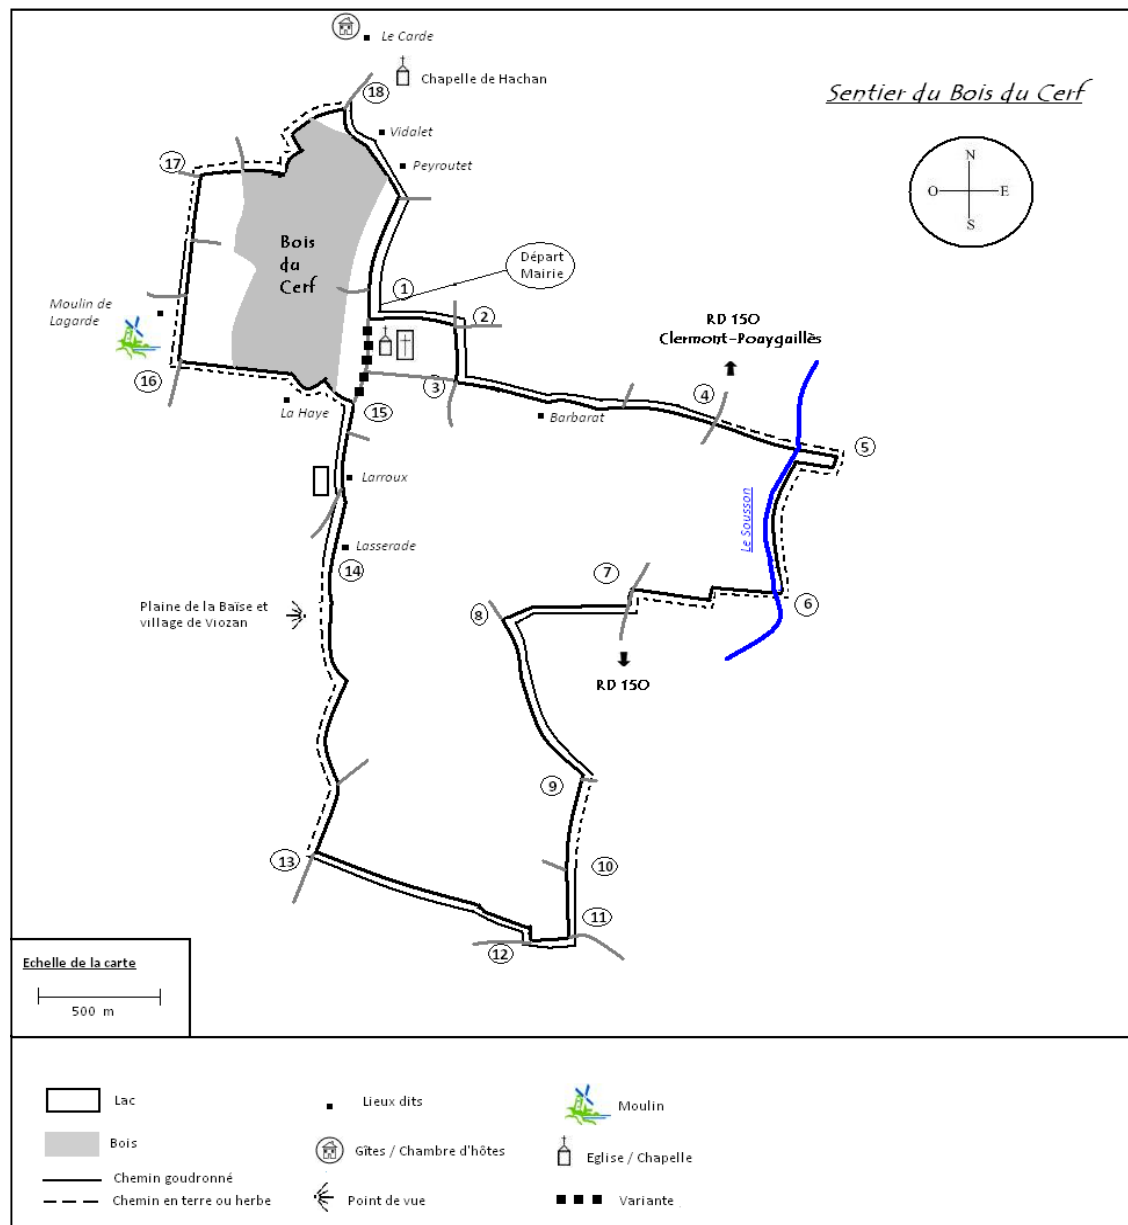 Le Carde
Chapelle de Hachan
Sentier du Bois du Cerf
18
Vidalet
17
Peyroutet
N
O
E
S
Bois
du
Cerf
Départ
Mairie
1
2
Moulin de
Lagarde
RD 150
Clermont-Poaygaillès
16
3
4
La Haye
15
Barbarat
5
Larroux
Le Sousson
Lasserade
14
7
Plaine de la Baïse et
village de Viozan
8
6
RD 150
9
13
10
11
12
Echelle de la carte
500 m
Lac
Lieux dits
Moulin
Bois
Gîtes / Chambre d'hôtes
Eglise / Chapelle
Chemin goudronné
Chemin en terre ou herbe
Point de vue
Variante